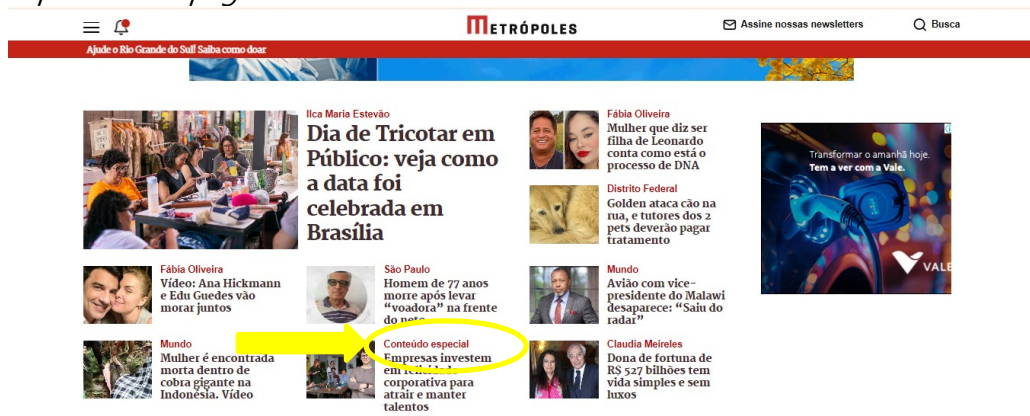 METRÓPOLES
Assine nossas newsletters
Busca
Ajude o Rio Grande do Sul! Saiba como doar
Ilca Maria Estevão
Dia de Tricotar em
Público: veja como
a data foi
celebrada em
Brasília
Fábia Oliveira
Mulher que diz ser
filha de Leonardo
conta como está o
processo de DNA
Distrito Federal
Golden ataca cão na
rua, e tutores dos 2
pets deverão pagar
tratamento
Transformar o amanhã hoje.
Tem a ver com a Vale.
VALE
Fábia Oliveira
Vídeo: Ana Hickmann
e Edu Guedes vão
morar juntos
São Paulo
Homem de 77 anos
morre após levar
“voadora” na frente
do neto
Mundo
Avião com vice-
presidente do Malawi
desaparece: “Saiu do
radar”
Mundo
Mulher é encontrada
morta dentro de
cobra gigante na
Indonésia. Vídeo
Conteúdo especial
Empresas investem
em felicidade
corporativa para
atrair e manter
talentos
Claudia Meireles
Dona de fortuna de
R$ 527 bilhões tem
vida simples e sem
luxos